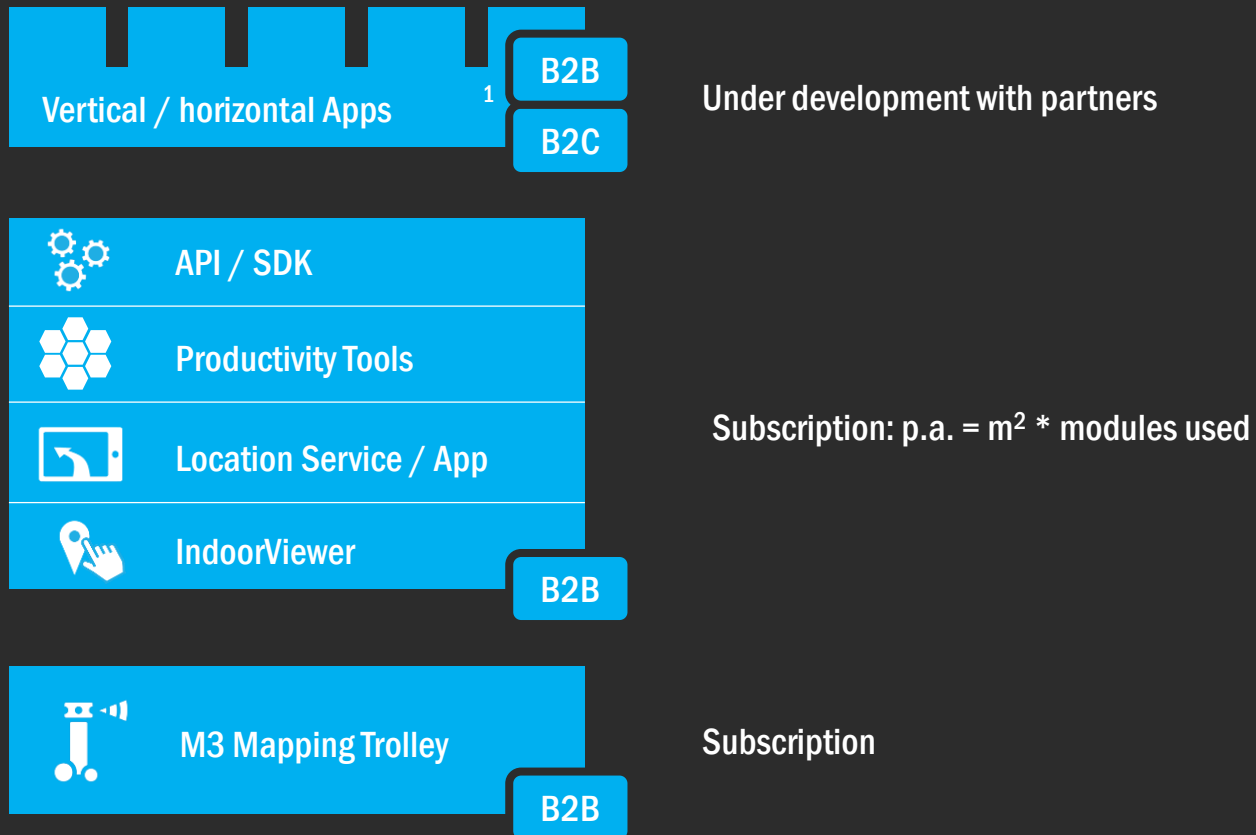 B2B
Vertical / horizontal Apps 1
B2C
Under development with partners
API / SDK
Productivity Tools
Location Service / App
IndoorViewer
B2B
Subscription: p.a. = m² * modules used
M3 Mapping Trolley
B2B
Subscription